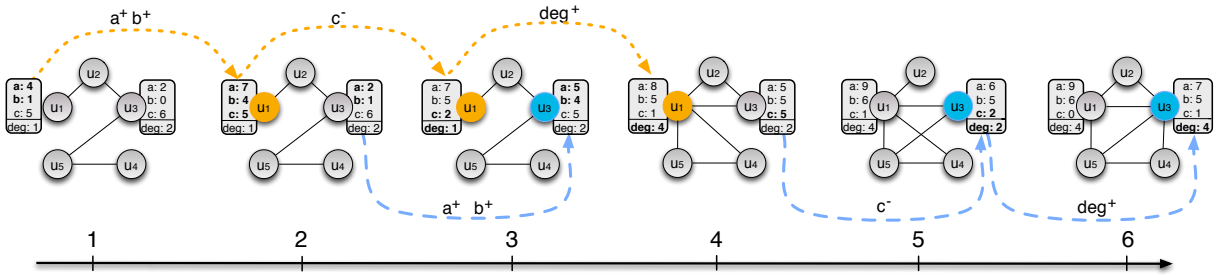 a⁺ b⁺
c⁻
deg⁺
u₂
a: 4
b: 1
c: 5
deg: 1
u₁
u₃
a: 2
b: 0
c: 6
deg: 2
u₅
u₄
u₂
a: 7
b: 4
c: 5
deg: 1
u₁
u₃
a: 2
b: 1
c: 6
deg: 2
u₅
u₄
u₂
a: 7
b: 5
c: 2
deg: 1
u₁
u₃
a: 5
b: 4
c: 5
deg: 2
u₅
u₄
u₂
a: 8
b: 5
c: 1
deg: 4
u₁
u₃
a: 5
b: 5
c: 5
deg: 2
u₅
u₄
u₂
a: 9
b: 6
c: 1
deg: 4
u₁
u₃
a: 6
b: 5
c: 2
deg: 2
u₅
u₄
u₂
a: 9
b: 6
c: 0
deg: 4
u₁
u₃
a: 7
b: 5
c: 1
deg: 4
u₅
u₄
a⁺ b⁺
c⁻
deg⁺
1 2 3 4 5 6